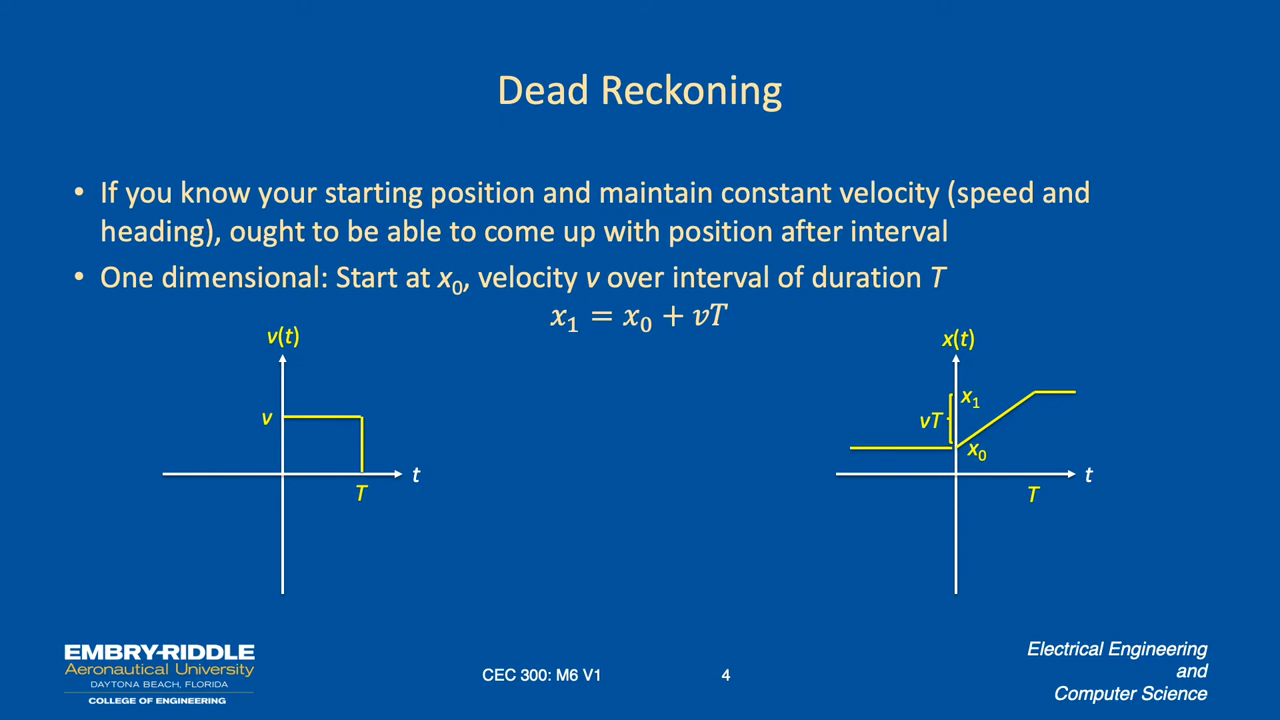 Dead Reckoning
• If you know your starting position and maintain constant velocity (speed and
heading), ought to be able to come up with position after interval
• One dimensional: Start at x₀, velocity v over interval of duration T
x₁ = x₀ + vT
v(t)
v
T
t
x(t)
x₁
vT
x₀
T
t
EMBRY-RIDDLE
Aeronautical University
DAYTONA BEACH, FLORIDA
COLLEGE OF ENGINEERING
CEC 300: M6 V1
4
Electrical Engineering
and
Computer Science